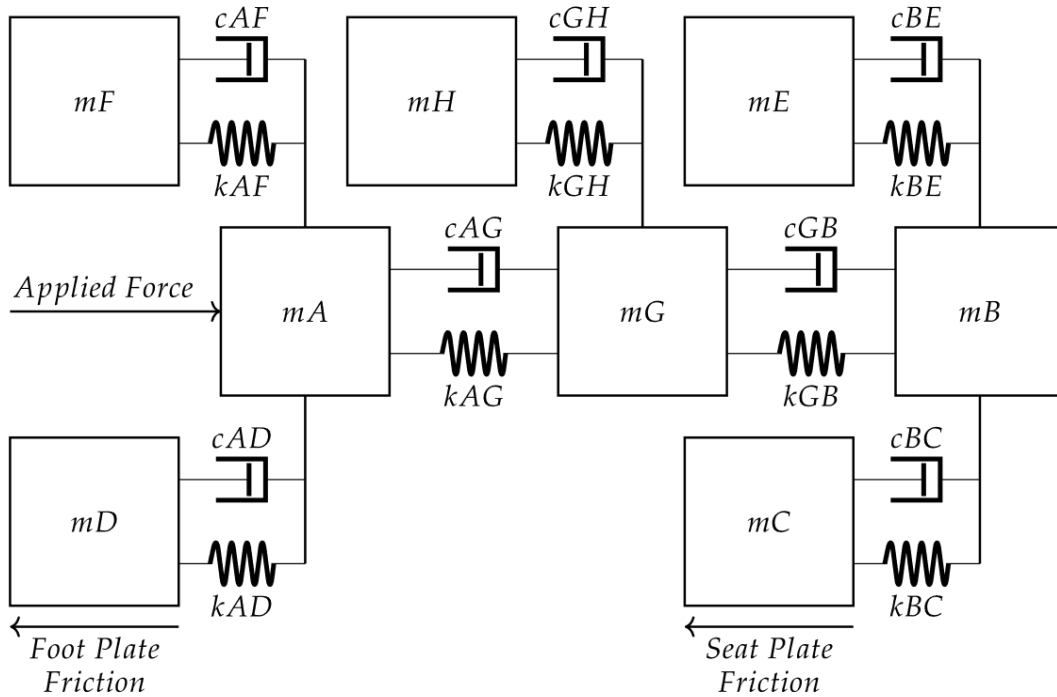 cAF
cGH
cBE
mF
mH
mE
kAF
kGH
kBE
cAG
cGB
Applied Force
mA
mG
mB
kAG
kGB
cAD
cBC
mD
mC
kAD
kBC
Foot Plate
Friction
Seat Plate
Friction